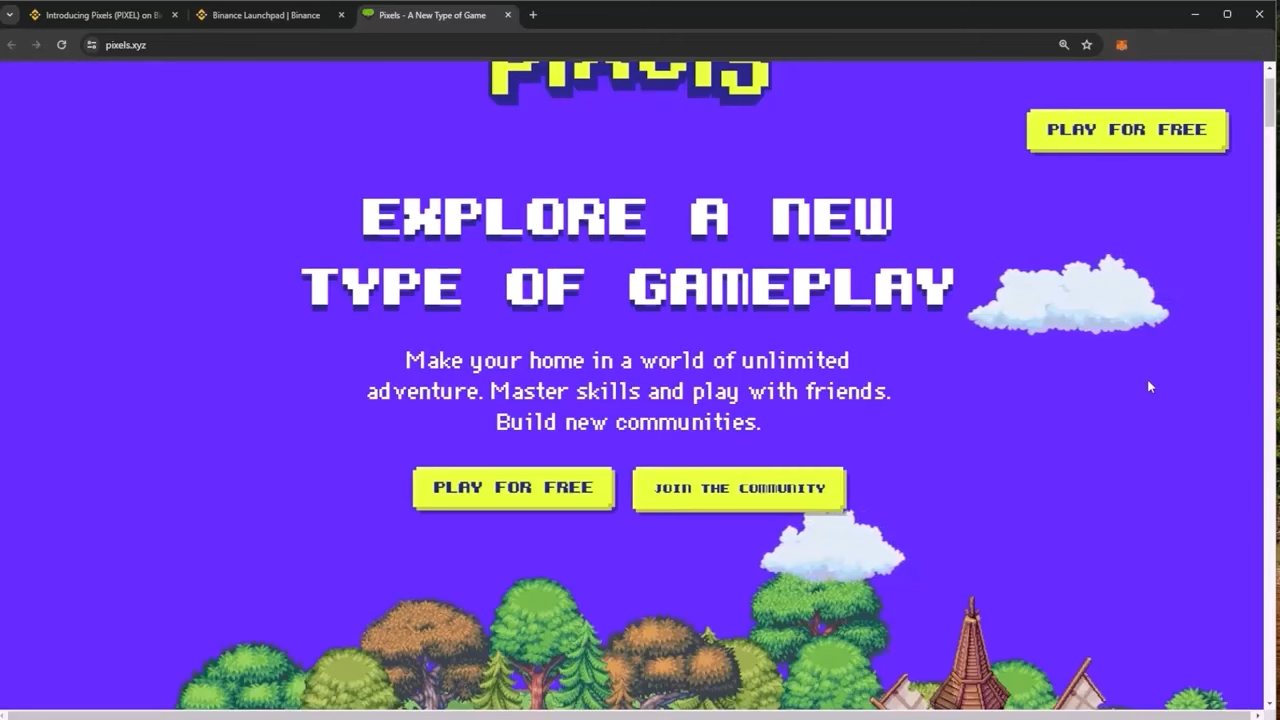 Introducing Pixels (PIXEL) on Bi
Binance Launchpad | Binance
Pixels - A New Type of Game
pixels.xyz
pixels
PLAY FOR FREE
EXPLORE A NEW
TYPE OF GAMEPLAY
Make your home in a world of unlimited
adventure. Master skills and play with friends.
Build new communities.
PLAY FOR FREE
JOIN THE COMMUNITY